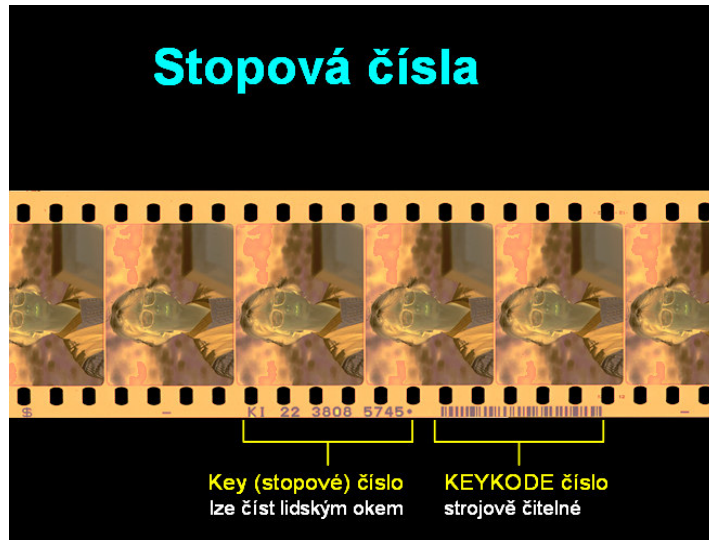 Stopová čísla
$ – KI 22 3808 5745• –
Key (stopové) číslo
lze číst lidským okem
KEYKODE číslo
strojově čitelné